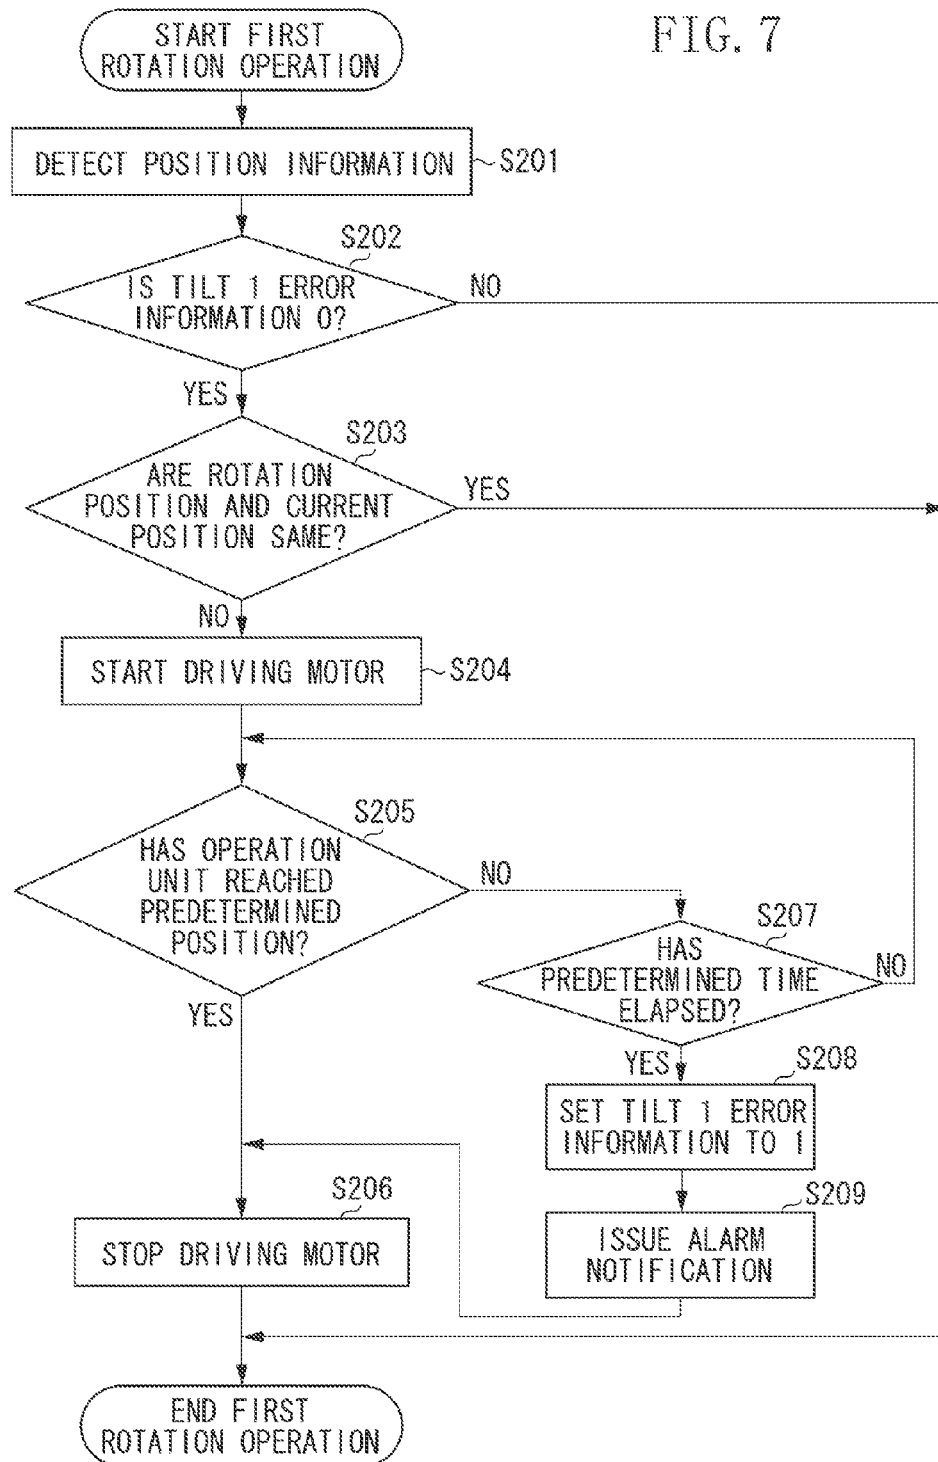 FIG. 7
START FIRST
ROTATION OPERATION
DETECT POSITION INFORMATION
S201
S202
IS TILT 1 ERROR
INFORMATION 0?
NO
YES
S203
ARE ROTATION
POSITION AND CURRENT
POSITION SAME?
YES
NO
START DRIVING MOTOR
S204
S205
HAS OPERATION
UNIT REACHED
PREDETERMINED
POSITION?
NO
YES
S207
HAS
PREDETERMINED TIME
ELAPSED?
NO
YES
S208
SET TILT 1 ERROR
INFORMATION TO 1
S206
STOP DRIVING MOTOR
S209
ISSUE ALARM
NOTIFICATION
END FIRST
ROTATION OPERATION